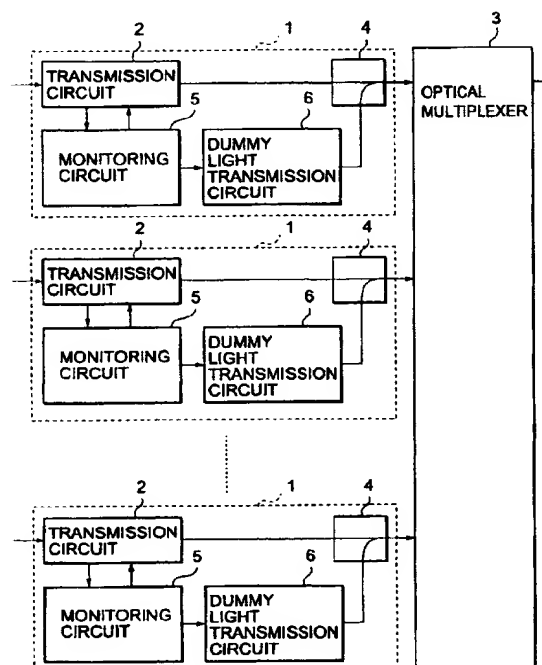 2
1
4
3
TRANSMISSION
CIRCUIT
5
6
OPTICAL
MULTIPLEXER
MONITORING
CIRCUIT
DUMMY
LIGHT
TRANSMISSION
CIRCUIT
2
1
4
TRANSMISSION
CIRCUIT
5
6
MONITORING
CIRCUIT
DUMMY
LIGHT
TRANSMISSION
CIRCUIT
2
1
4
TRANSMISSION
CIRCUIT
5
6
MONITORING
CIRCUIT
DUMMY
LIGHT
TRANSMISSION
CIRCUIT